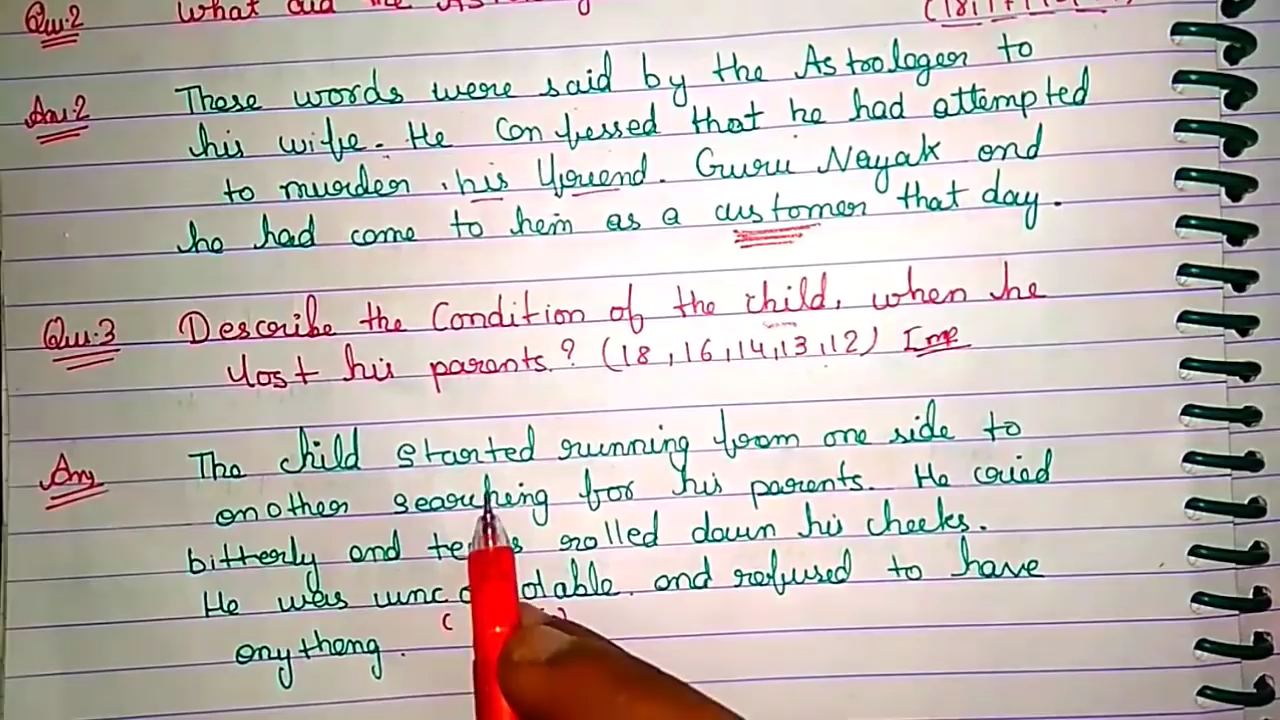 Qu.2 What did the
Ans.2 These words were said by the Astrologer to
his wife. He confessed that he had attempted
to murder his friend. Guru Nayak and
he had come to him as a customer that day.
Qu.3 Describe the Condition of the child, when he
lost his parents? (18, 16, 14, 13, 12) Imp
Ans The child started running from one side to
another searching for his parents. He cried
bitterly and rolled down his cheeks.
He was and refused to have
anything.